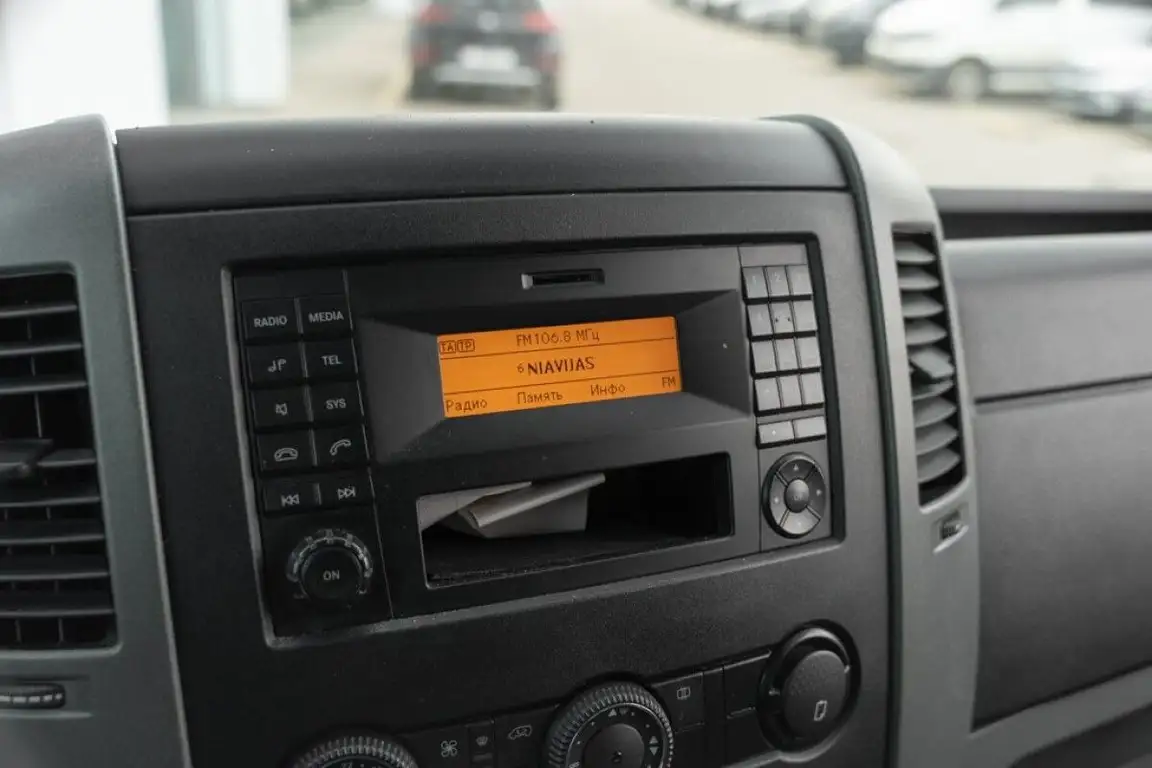 RADIO MEDIA
TEL
SYS
ON
TA TP FM 106.8 МГц
6 NIAVIJAS
Радио Память Инфо FM